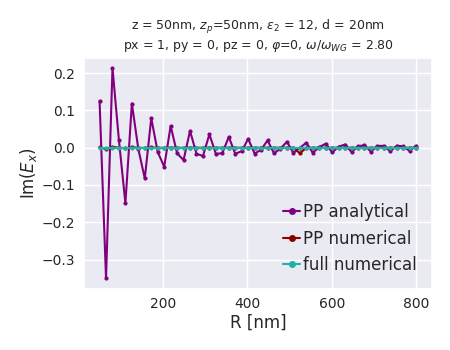 z = 50nm, z_p=50nm, ε₂ = 12, d = 20nm
px = 1, py = 0, pz = 0, φ=0, ω/ω_WG = 2.80
Im(E_x)
0.2
0.1
0.0
−0.1
−0.2
−0.3
PP analytical
PP numerical
full numerical
200 400 600 800
R [nm]